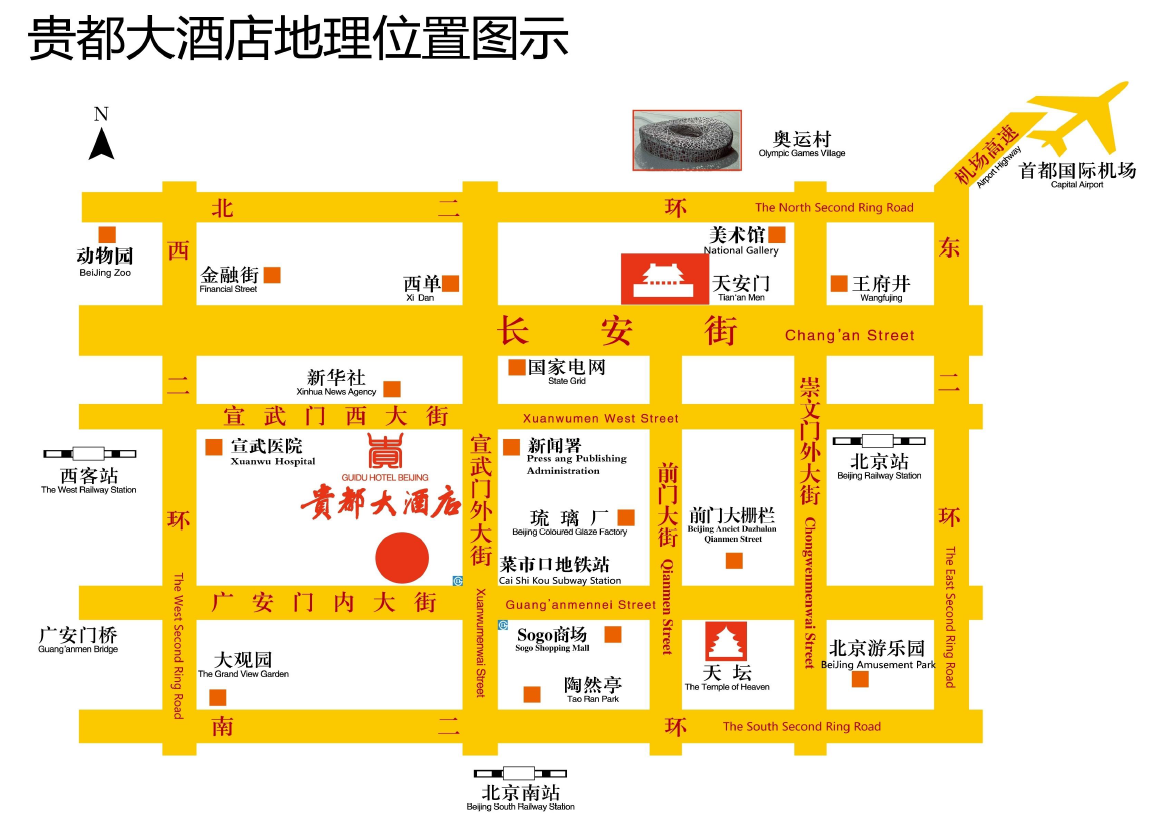 贵都大酒店地理位置图示
N
奥运村
Olympic Games Village
机场高速
Airport Highway
首都国际机场
Capital Airport
北二环
The North Second Ring Road
动物园
BeiJing Zoo
西二环
The West Second Ring Road
金融街
Financial Street
西单
Xi Dan
美术馆
National Gallery
天安门
Tian'an Men
王府井
Wangfujing
东二环
The East Second Ring Road
长安街
Chang'an Street
新华社
Xinhua News Agency
国家电网
State Grid
宣武门西大街
Xuanwumen West Street
崇文门外大街
Chongwenmenwai Street
西客站
The West Railway Station
宣武医院
Xuanwu Hospital
貴
GUIDU HOTEL BEIJING
貴都大酒店
宣武门外大街
Xuanwumenwai Street
新闻署
Press ang Publishing
Administration
前门大街
Qianmen Street
北京站
Beijing Railway Station
琉璃厂
Beijing Coloured Glaze Factory
前门大栅栏
Beijing Anciet Dazhalan
Qianmen Street
菜市口地铁站
Cai Shi Kou Subway Station
广安门内大街
Guang'anmennei Street
广安门桥
Guang'anmen Bridge
大观园
The Grand View Garden
Sogo商场
Sogo Shopping Mall
陶然亭
Tao Ran Park
天坛
The Temple of Heaven
北京游乐园
BeiJing Amusement Park
南二环
The South Second Ring Road
北京南站
Beijing South Railway Station